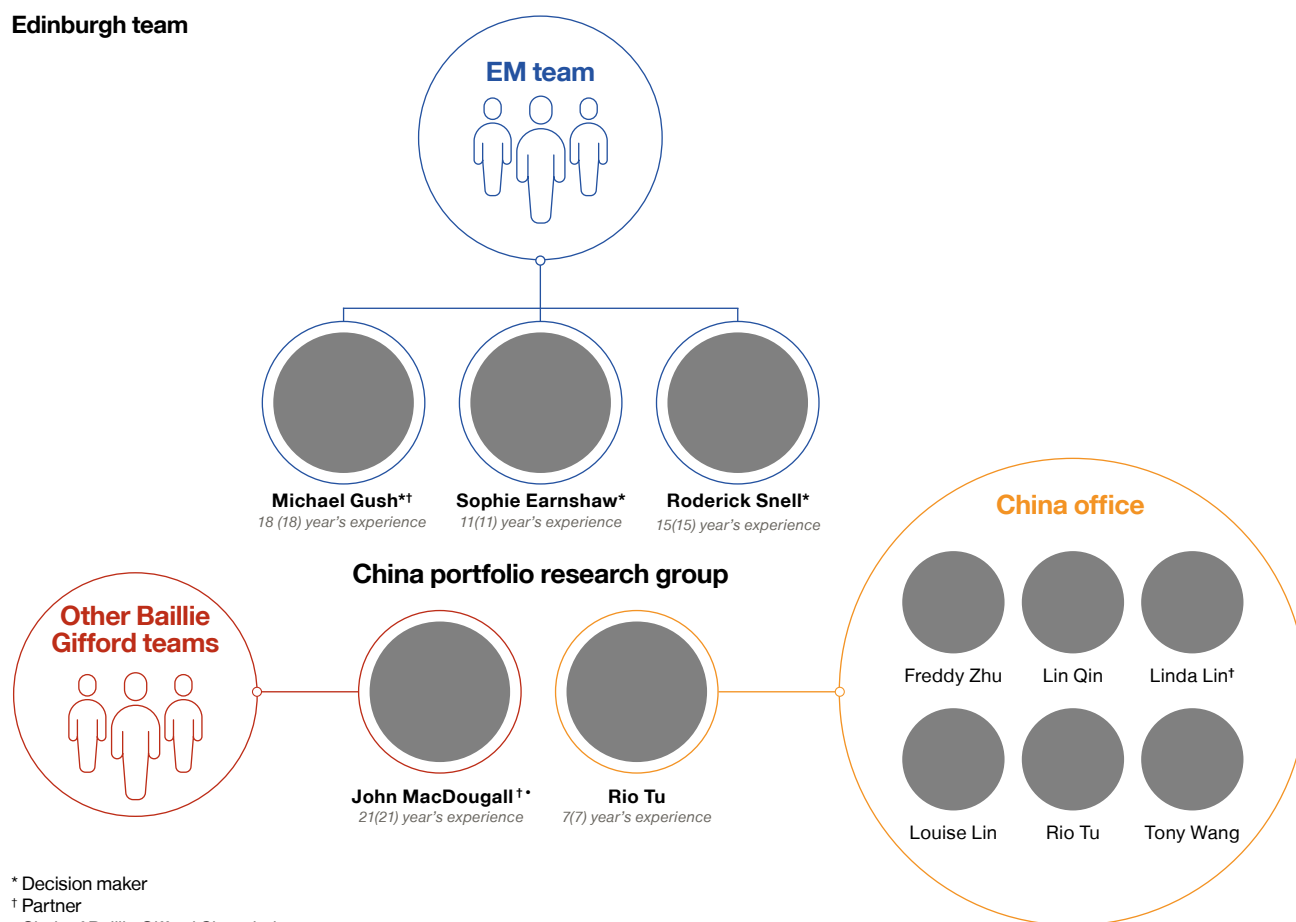 Edinburgh team
EM team
Michael Gush*†
18 (18) year's experience
Sophie Earnshaw*
11(11) year's experience
Roderick Snell*
15(15) year's experience
China portfolio research group
Other Baillie
Gifford teams
John MacDougall†•
21(21) year's experience
Rio Tu
7(7) year's experience
China office
Freddy Zhu
Lin Qin
Linda Lin†
Louise Lin
Rio Tu
Tony Wang
* Decision maker
† Partner